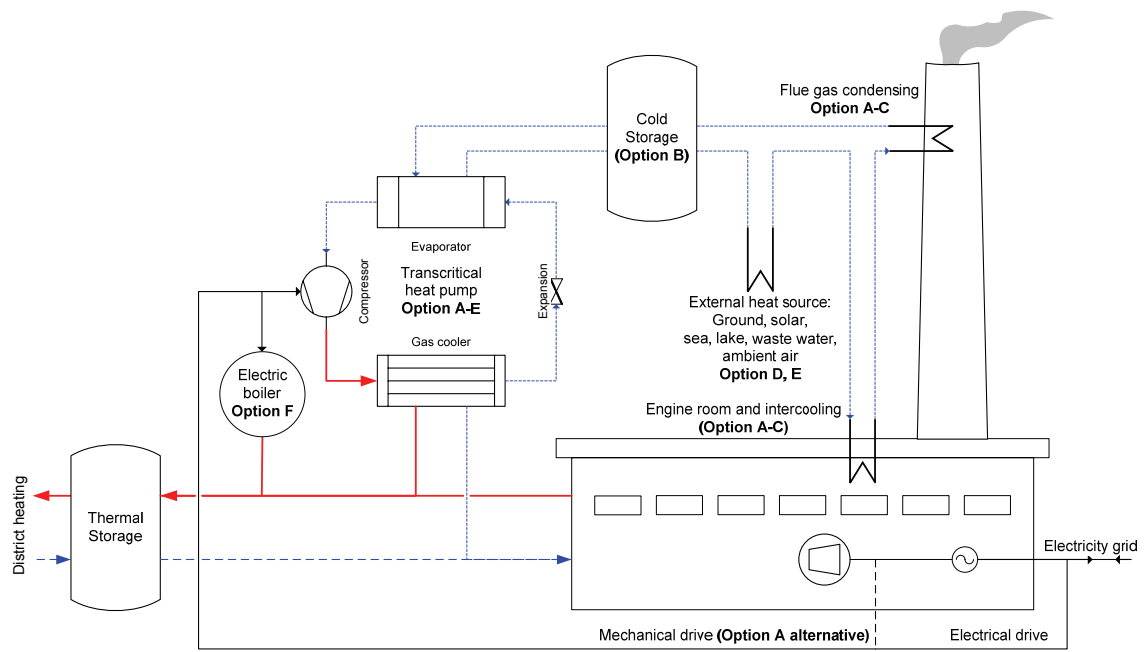 Flue gas condensing
Option A-C
Cold
Storage
(Option B)
Evaporator
Compressor
Transcritical
heat pump
Option A-E
Expansion
External heat source:
Ground, solar,
sea, lake, waste water,
ambient air
Option D, E
Gas cooler
Electric
boiler
Option F
Engine room and intercooling
(Option A-C)
District heating
Thermal
Storage
Electricity grid
Mechanical drive (Option A alternative)
Electrical drive